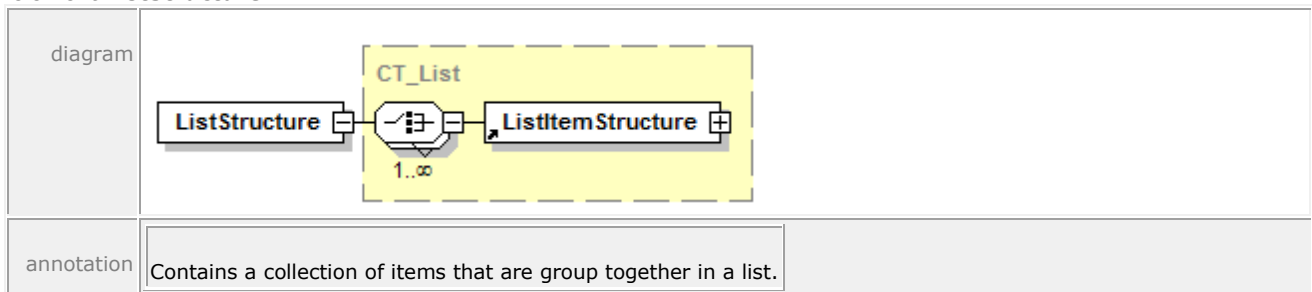 diagram
CT_List
ListStructure
ListItemStructure
1..∞
annotation
Contains a collection of items that are group together in a list.